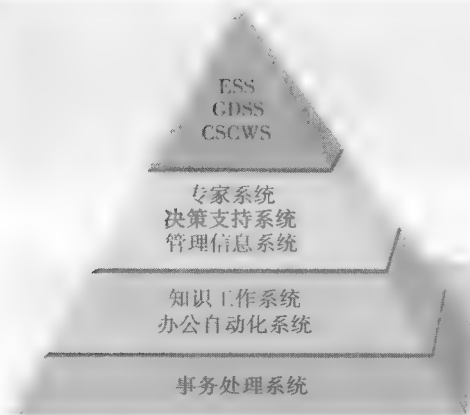 ESS
GDSS
CSCWS
专家系统
决策支持系统
管理信息系统
知识工作系统
办公自动化系统
事务处理系统